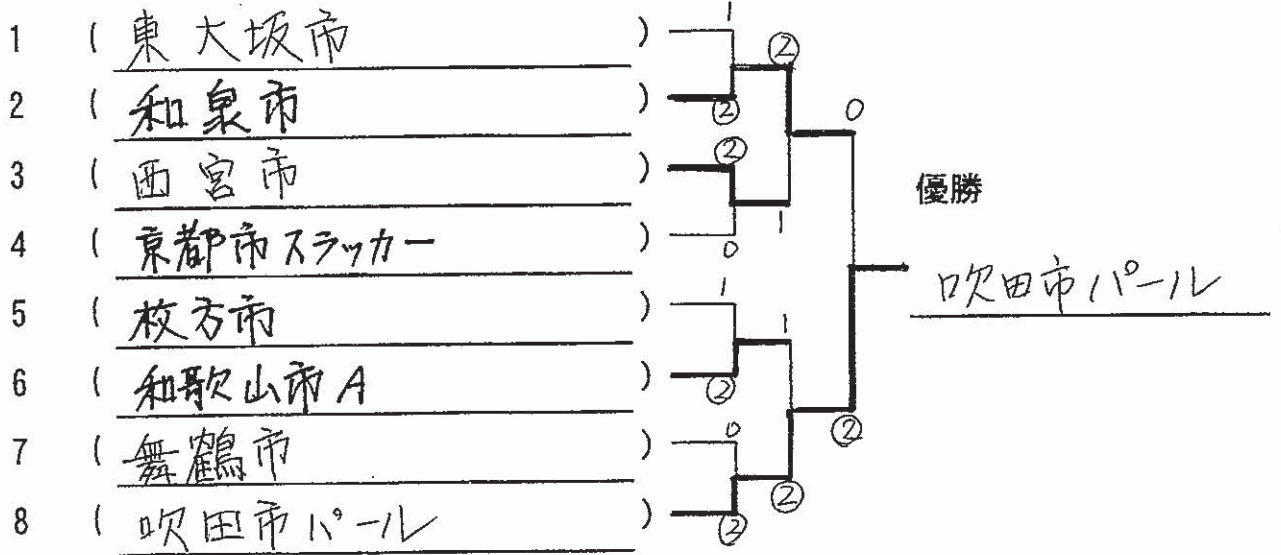 1
1 ( 東大坂市 )
②
2 ( 和泉市 )
②
0
②
3 ( 西宮市 )
優勝
1
4 ( 京都市スラッカー )
0
吹田市パール
1
5 ( 枚方市 )
1
6 ( 和歌山市A )
②
②
0
7 ( 舞鶴市 )
②
8 ( 吹田市パール )
②